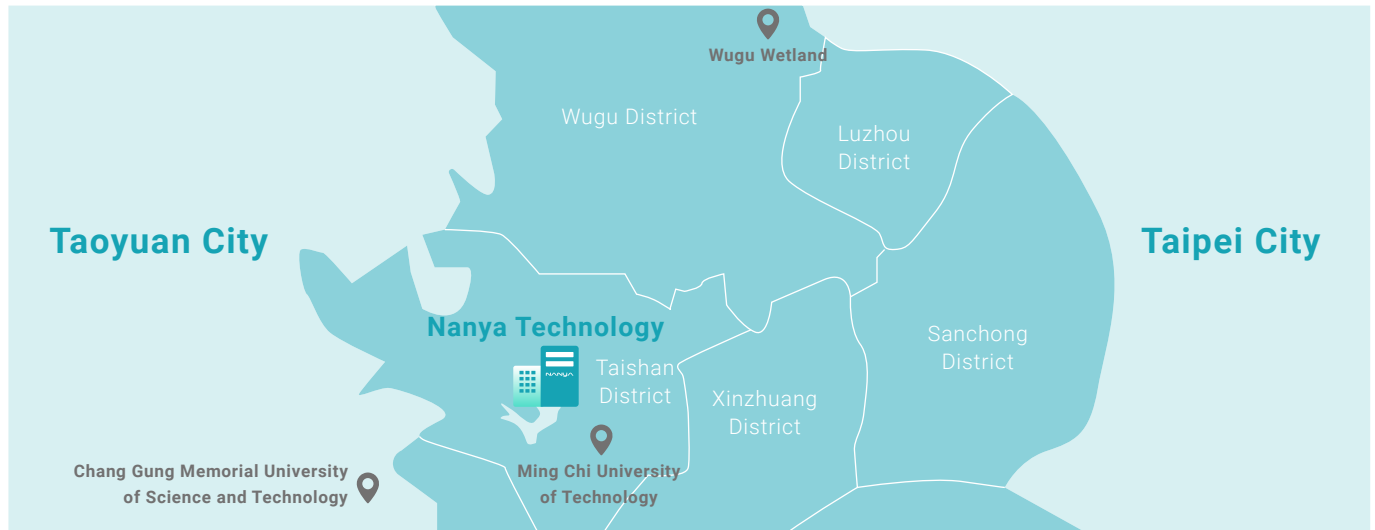 Wugu Wetland
Wugu District
Luzhou
District
Taoyuan City
Taipei City
Nanya Technology
NANYA
Taishan
District
Sanchong
District
Xinzhuang
District
Chang Gung Memorial University
of Science and Technology
Ming Chi University
of Technology